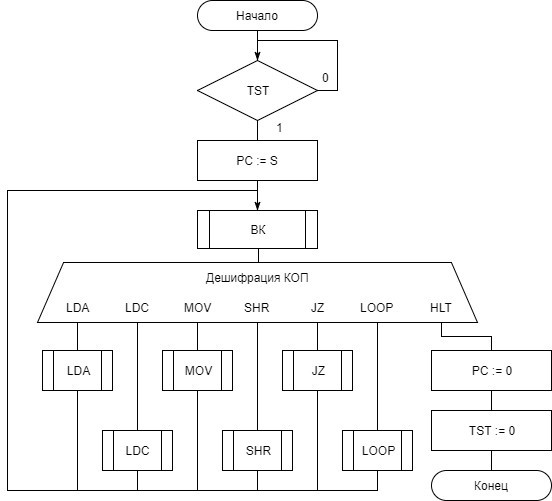 Начало
0
TST
1
PC := S
ВК
Дешифрация КОП
LDA LDC MOV SHR JZ LOOP HLT
LDA MOV JZ PC := 0
LDC SHR LOOP TST := 0
Конец